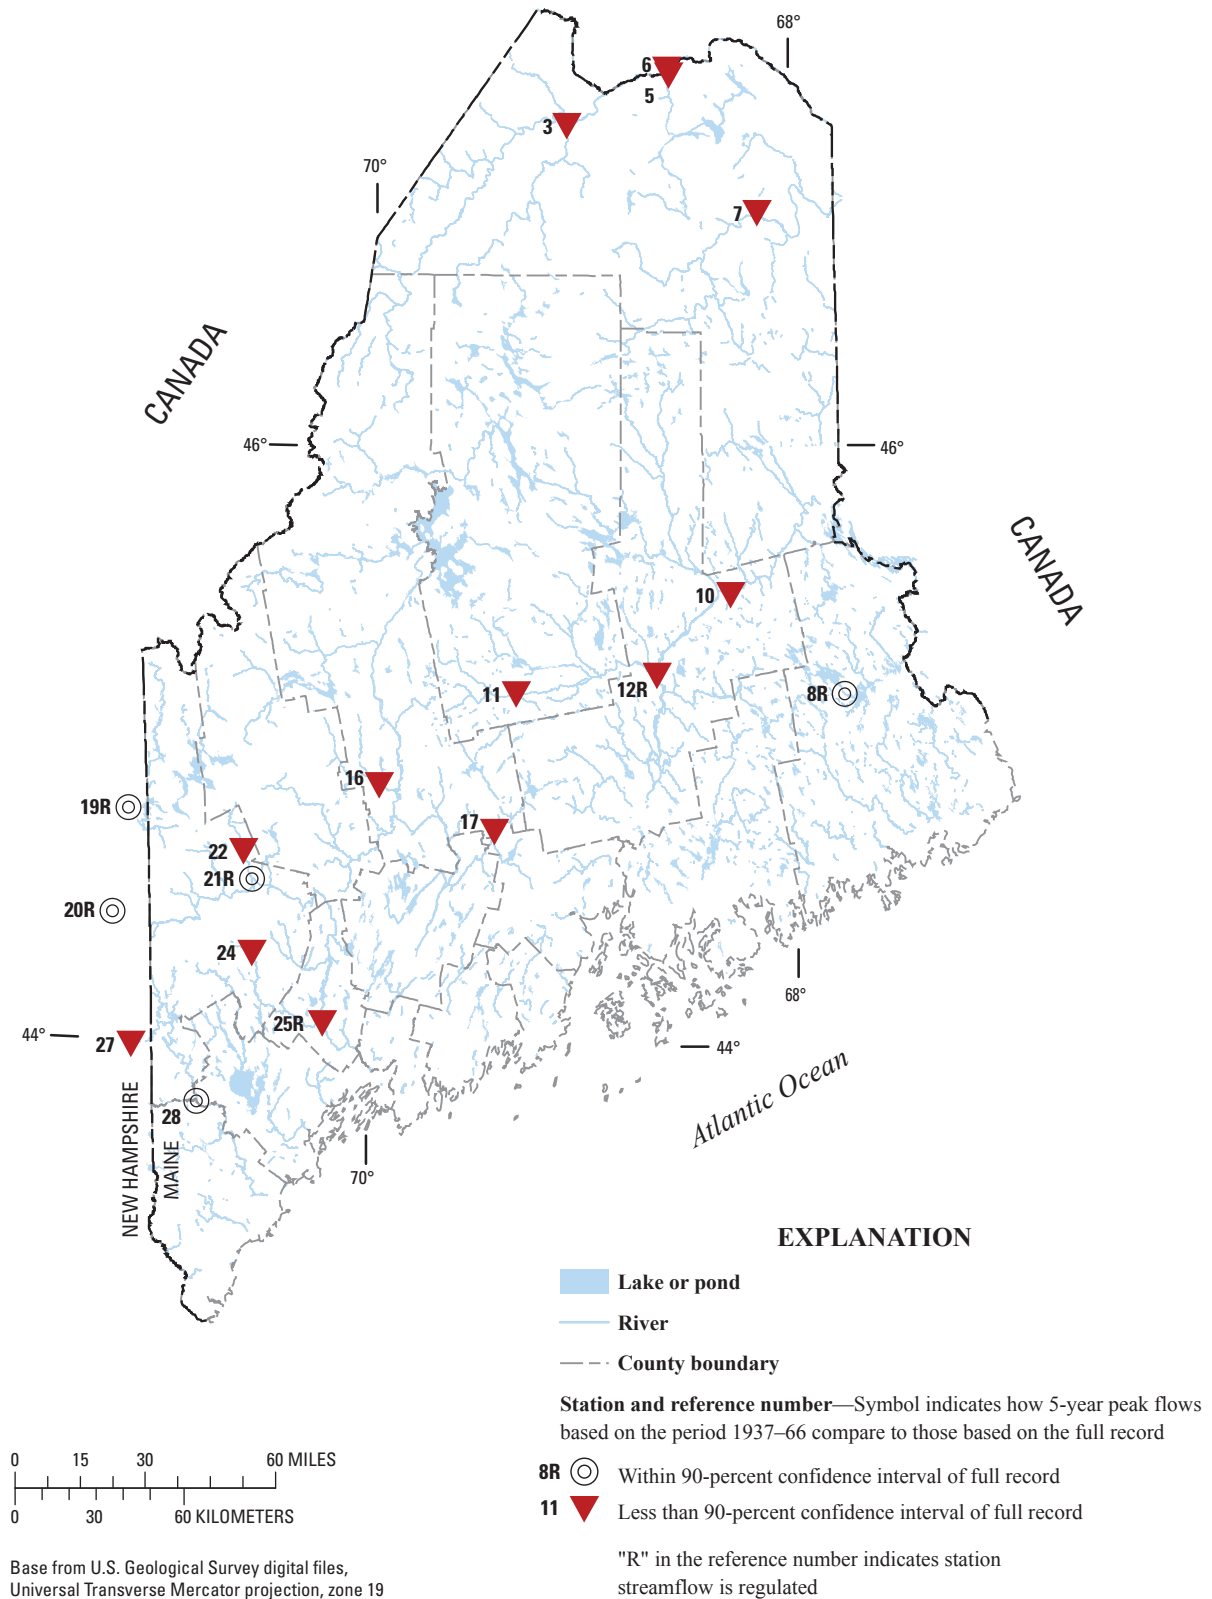 68°
6
5
3
70°
7
CANADA
46°
46°
CANADA
10
12R
11
8R
16
19R
17
22
21R
20R
24
68°
25R
44°
27
44°
28
Atlantic Ocean
NEW HAMPSHIRE
MAINE
70°
EXPLANATION
Lake or pond
River
County boundary
Station and reference number—Symbol indicates how 5-year peak flows
based on the period 1937–66 compare to those based on the full record
8R Within 90-percent confidence interval of full record
11 Less than 90-percent confidence interval of full record
"R" in the reference number indicates station
streamflow is regulated
0 15 30 60 MILES
0 30 60 KILOMETERS
Base from U.S. Geological Survey digital files,
Universal Transverse Mercator projection, zone 19